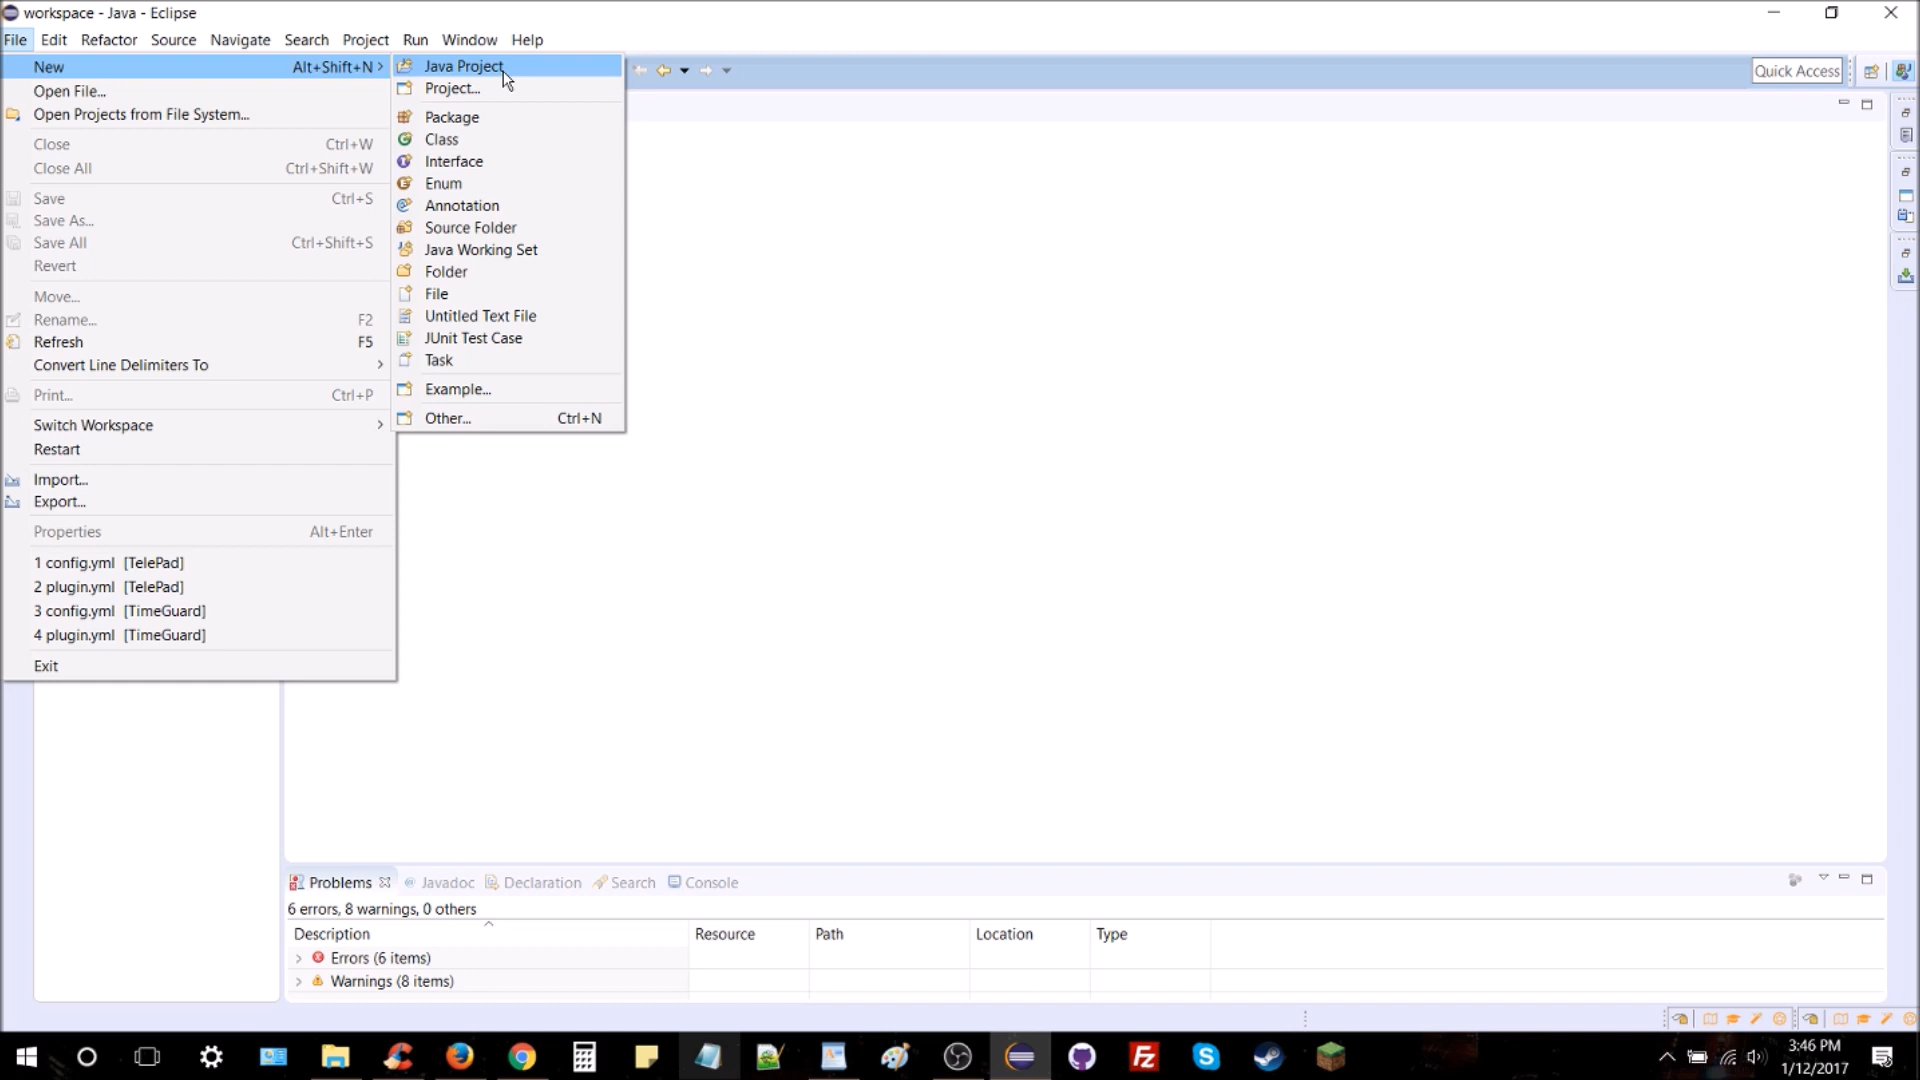 workspace - Java - Eclipse
File Edit Refactor Source Navigate Search Project Run Window Help
New Alt+Shift+N
Open File...
Open Projects from File System...
Close Ctrl+W
Close All Ctrl+Shift+W
Save Ctrl+S
Save As...
Save All Ctrl+Shift+S
Revert
Move...
Rename... F2
Refresh F5
Convert Line Delimiters To
Print... Ctrl+P
Switch Workspace
Restart
Import...
Export...
Properties Alt+Enter
1 config.yml [TelePad]
2 plugin.yml [TelePad]
3 config.yml [TimeGuard]
4 plugin.yml [TimeGuard]
Exit
Java Project
Project...
Package
Class
Interface
Enum
Annotation
Source Folder
Java Working Set
Folder
File
Untitled Text File
JUnit Test Case
Task
Example...
Other... Ctrl+N
Quick Access
Problems Javadoc Declaration Search Console
6 errors, 8 warnings, 0 others
Description Resource Path Location Type
Errors (6 items)
Warnings (8 items)
3:46 PM
1/12/2017